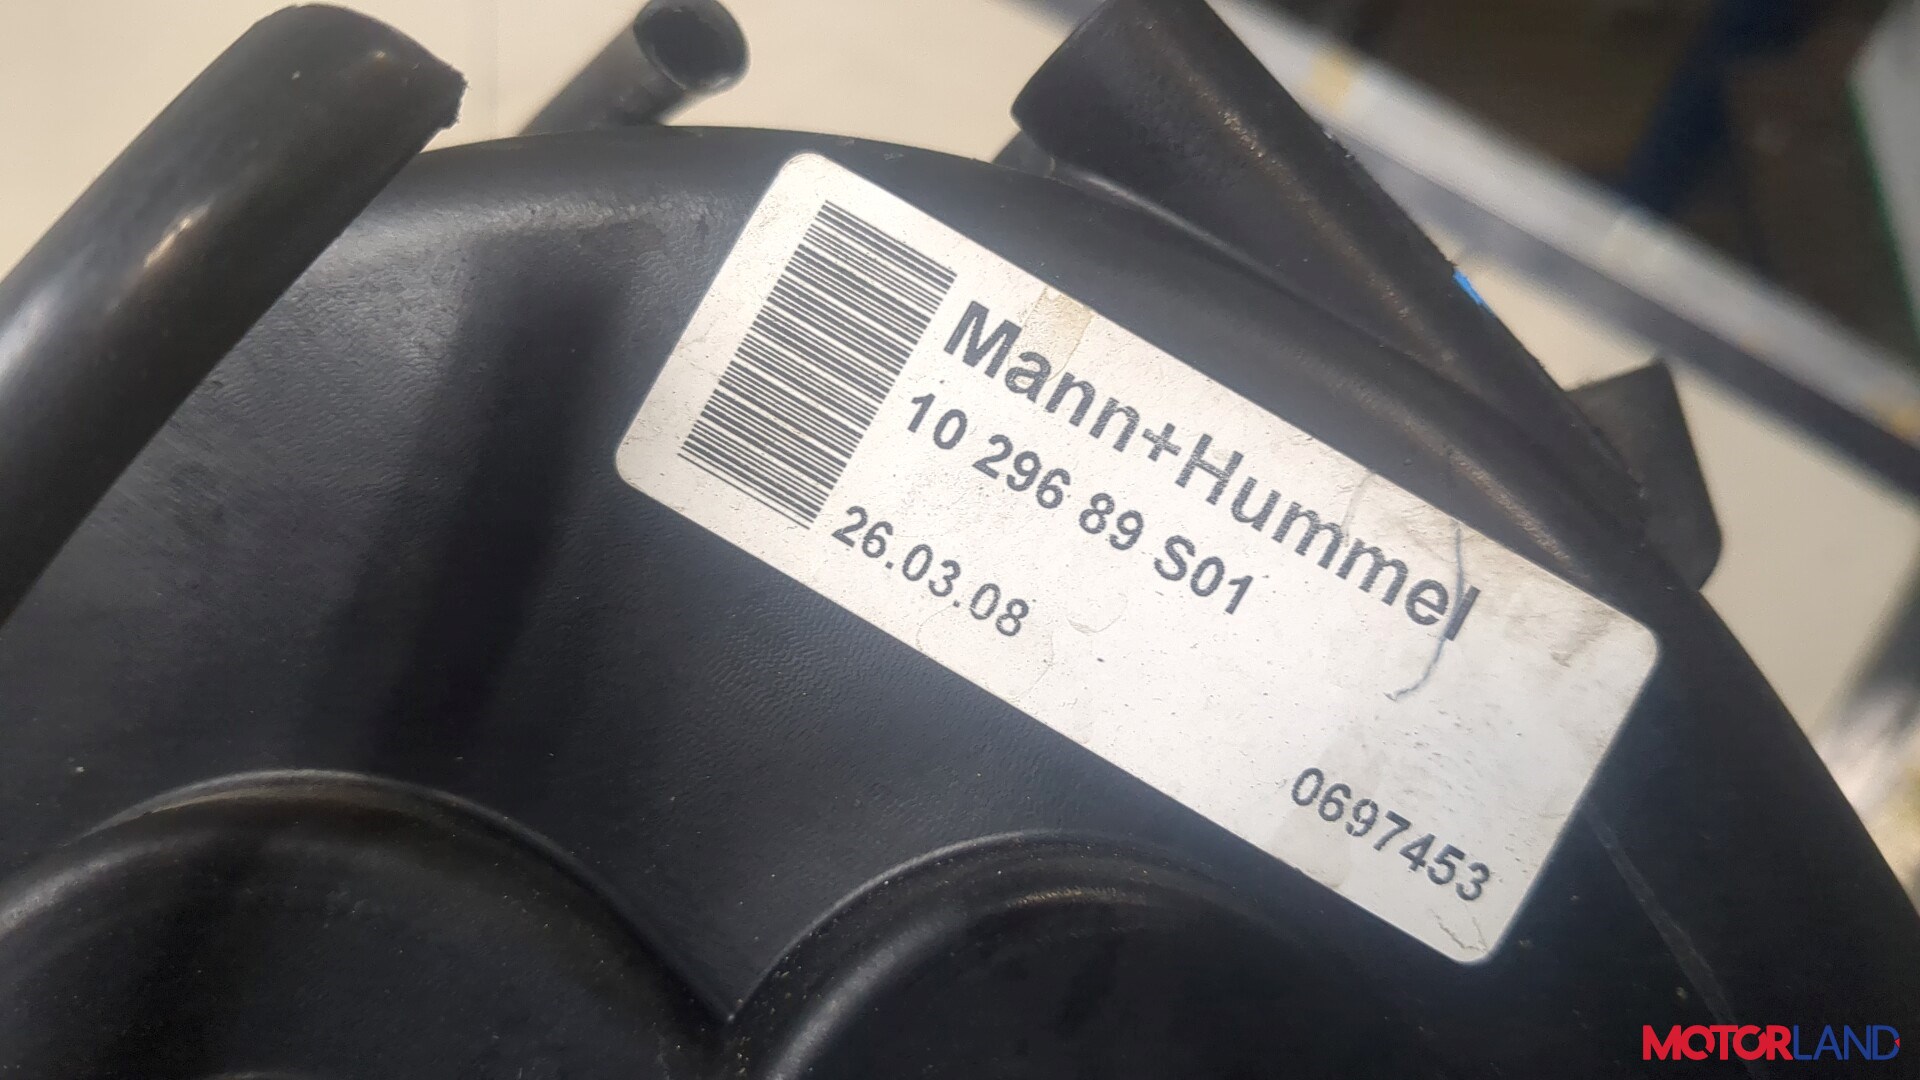 Mann+Hummel
10 296 89 S01
26.03.08
0697453
MOTORLAND